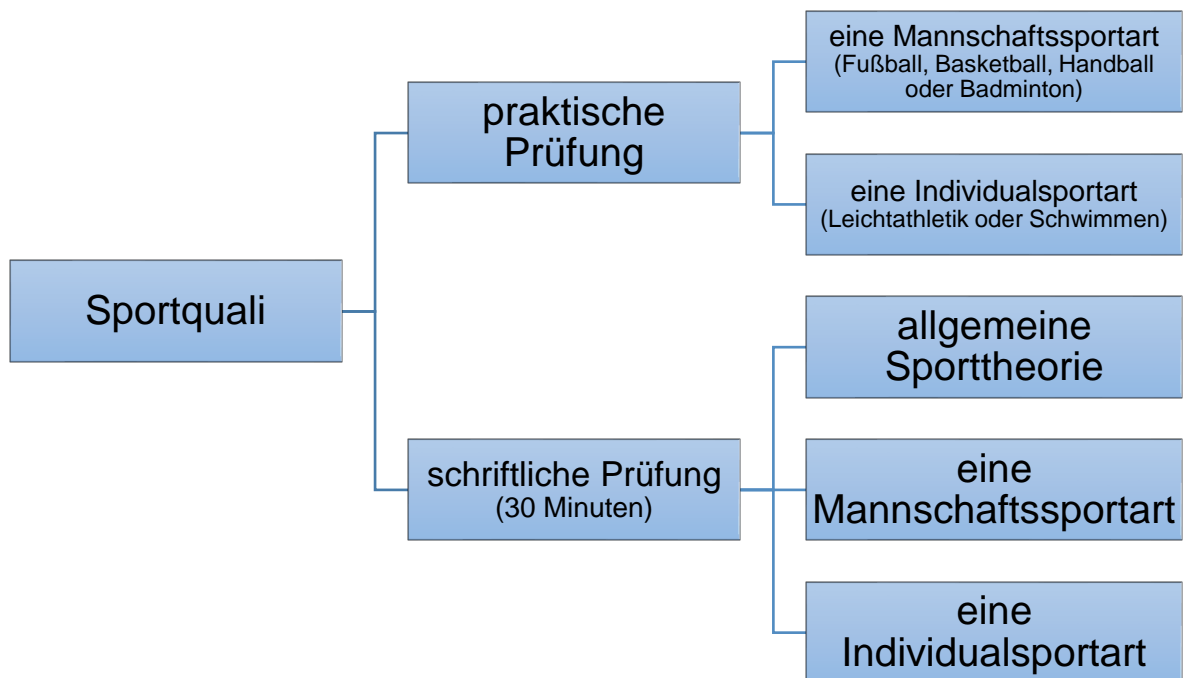 Sportquali
praktische
Prüfung
eine Mannschaftssportart
(Fußball, Basketball, Handball
oder Badminton)
eine Individualsportart
(Leichtathletik oder Schwimmen)
schriftliche Prüfung
(30 Minuten)
allgemeine
Sporttheorie
eine
Mannschaftssportart
eine
Individualsportart